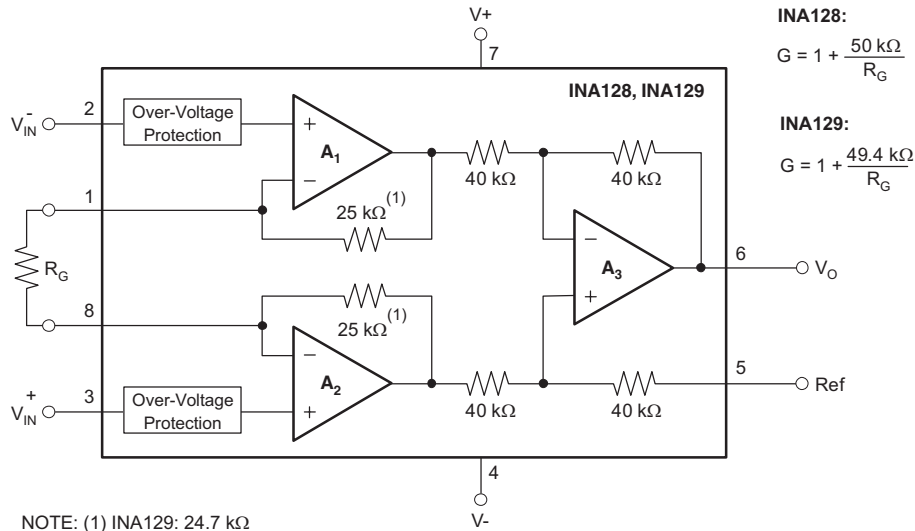 V+
7
INA128:
G = 1 + 50 kΩ / R_G
INA128, INA129
2
V_IN^-
Over-Voltage
Protection
+
A1
−
40 kΩ
40 kΩ
INA129:
G = 1 + 49.4 kΩ / R_G
1
25 kΩ(1)
R_G
−
A3
+
6
V_O
8
25 kΩ(1)
−
A2
+
3
V_IN^+
Over-Voltage
Protection
40 kΩ
40 kΩ
5
Ref
4
V-
NOTE: (1) INA129: 24.7 kΩ